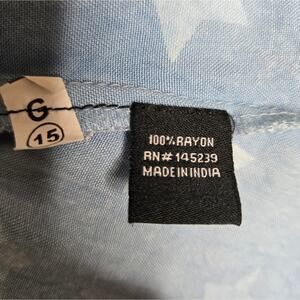 G
15
100% RAYON
RN# 145239
MADE IN INDIA